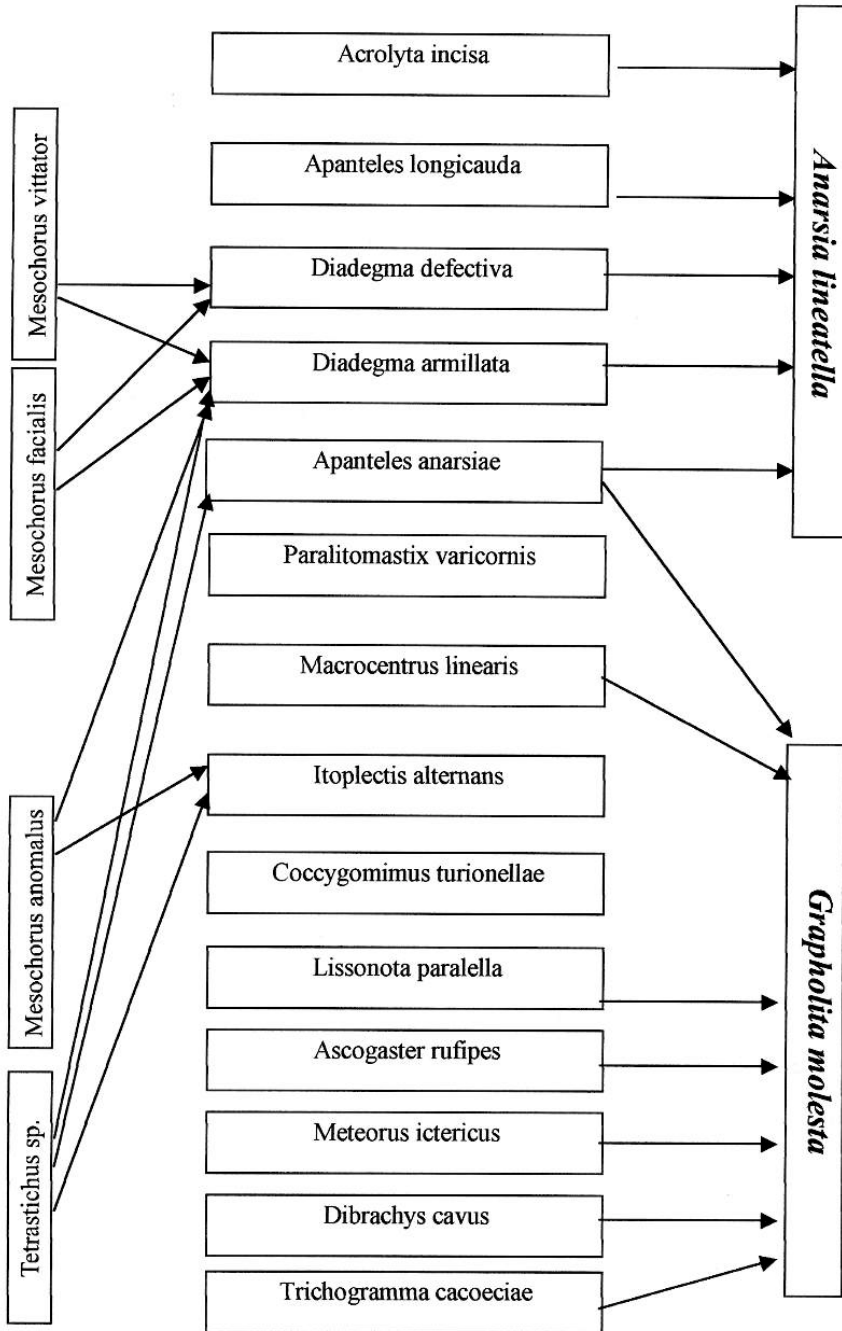 Mesochorus vittator
Mesochorus facialis
Mesochorus anomalus
Tetrastichus sp.
Acrolyta incisa
Apanteles longicauda
Diadegma defectiva
Diadegma armillata
Apanteles anarsiae
Paralitomastix varicornis
Macrocentrus linearis
Itoplectis alternans
Coccygomimus turionellae
Lissonota paralella
Ascogaster rufipes
Meteorus ictericus
Dibrachys cavus
Trichogramma cacoeciae
Anarsia lineatella
Grapholita molesta